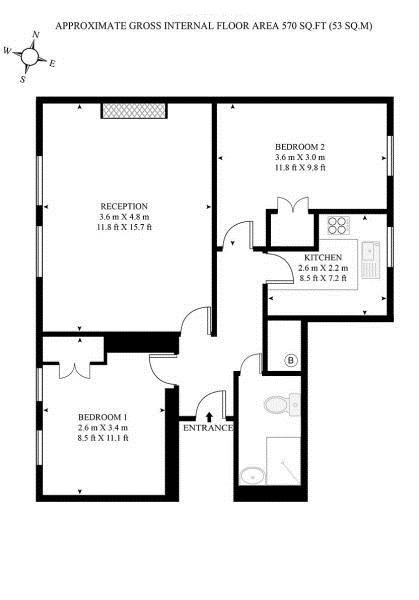 APPROXIMATE GROSS INTERNAL FLOOR AREA 570 SQ.FT (53 SQ.M)
N
W
E
S
BEDROOM 2
3.6 m X 3.0 m
11.8 ft X 9.8 ft
RECEPTION
3.6 m X 4.8 m
11.8 ft X 15.7 ft
KITCHEN
2.6 m X 2.2 m
8.5 ft X 7.2 ft
B
BEDROOM 1
2.6 m X 3.4 m
8.5 ft X 11.1 ft
ENTRANCE